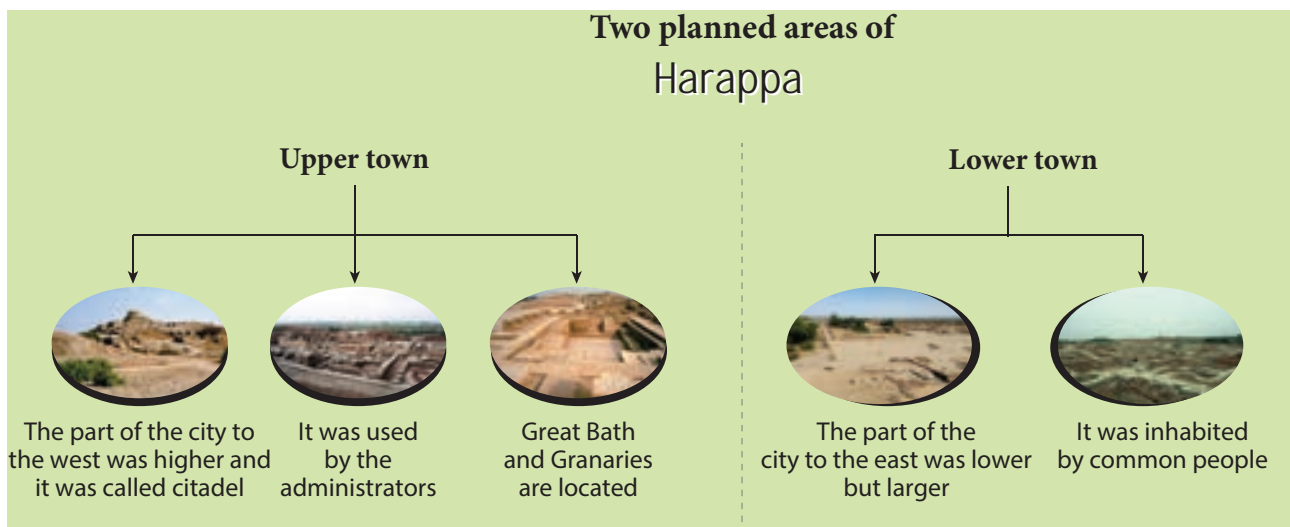 Two planned areas of
Harappa
Upper town
Lower town
The part of the city to
the west was higher and
it was called citadel
It was used
by the
administrators
Great Bath
and Granaries
are located
The part of the
city to the east was lower
but larger
It was inhabited
by common people